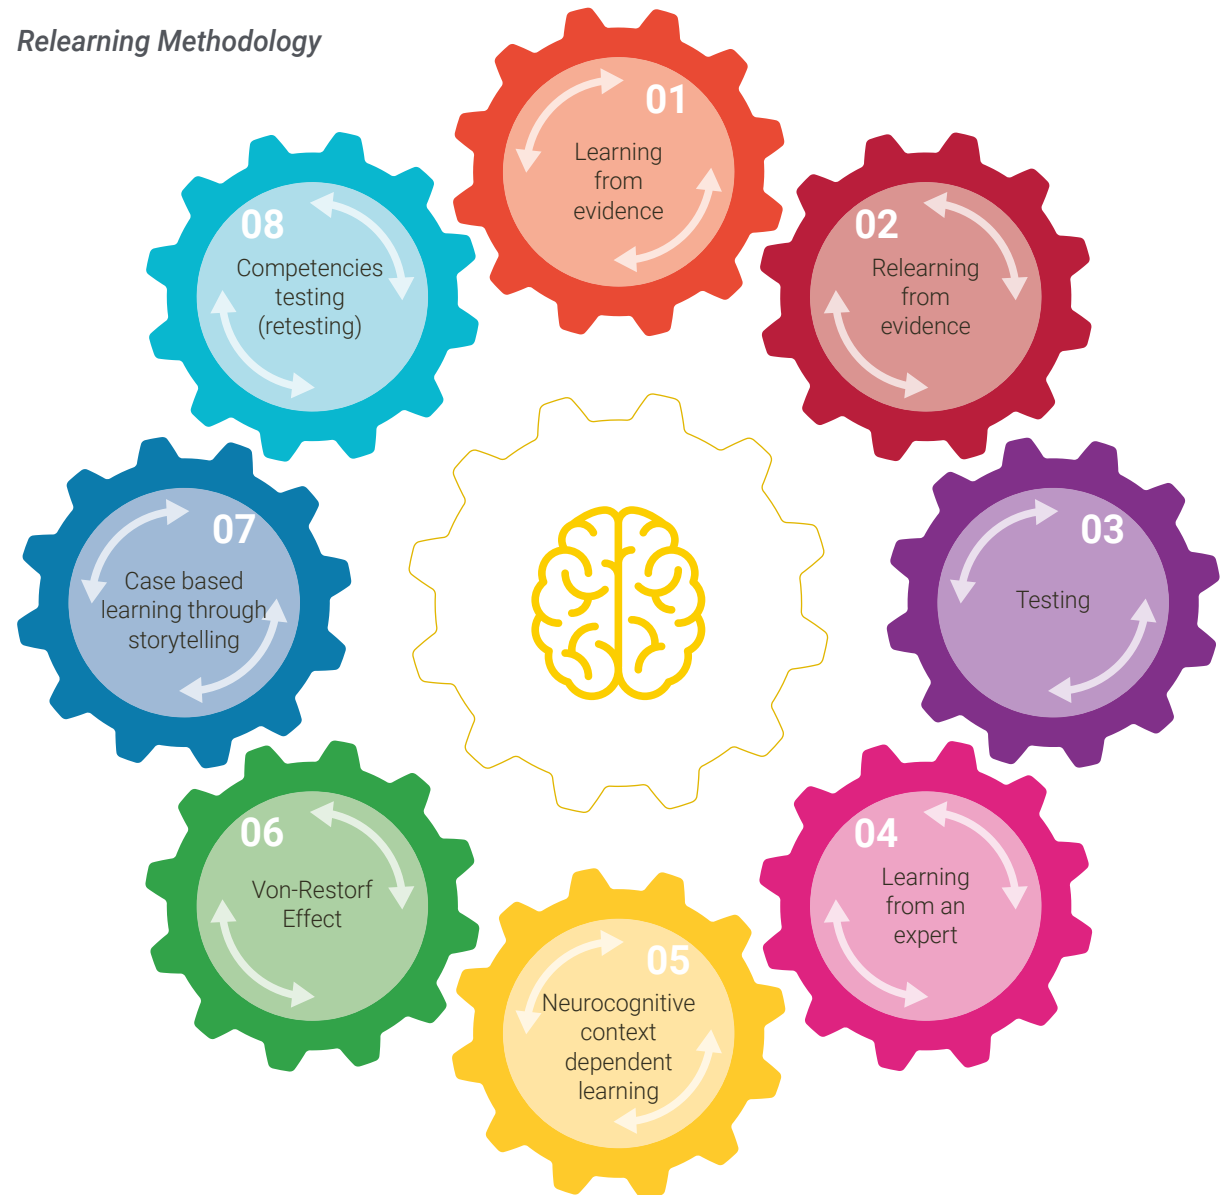 Relearning Methodology
01
Learning
from
evidence
02
Relearning
from
evidence
03
Testing
04
Learning
from an
expert
05
Neurocognitive
context
dependent
learning
06
Von-Restorf
Effect
07
Case based
learning through
storytelling
08
Competencies
testing
(retesting)